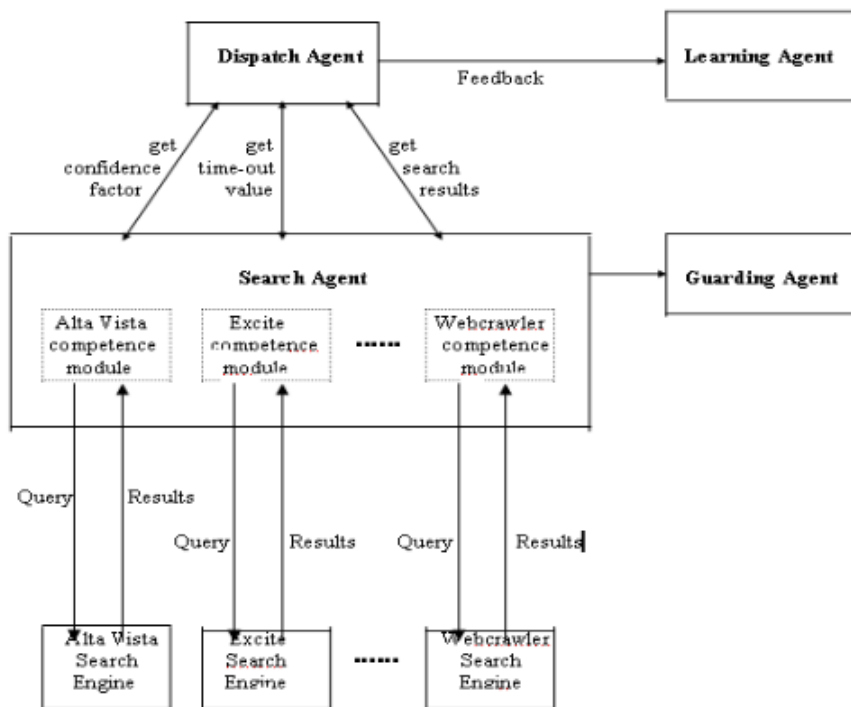 Dispatch Agent
Learning Agent
Feedback
get
confidence
factor
get
time-out
value
get
search
results
Search Agent
Guarding Agent
Alta Vista
competence
module
Excite
competence
module
......
Webcrawler
competence
module
Query
Results
Query
Results
Query
Results
Alta Vista
Search
Engine
Excite
Search
Engine
......
Webcrawler
Search
Engine